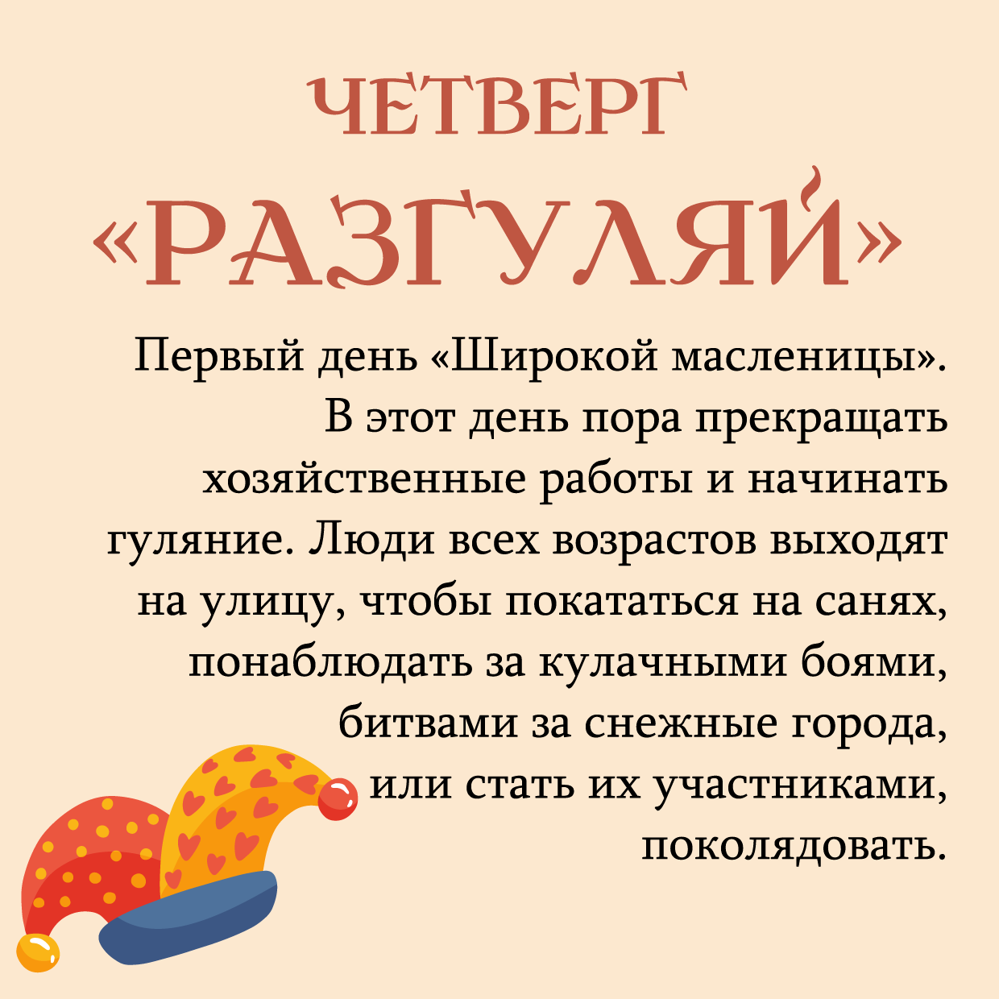 ЧЕТВЕРГ
«РАЗГУЛЯЙ»
Первый день «Широкой масленицы».
В этот день пора прекращать
хозяйственные работы и начинать
гуляние. Люди всех возрастов выходят
на улицу, чтобы покататься на санях,
понаблюдать за кулачными боями,
битвами за снежные города,
или стать их участниками,
поколядовать.